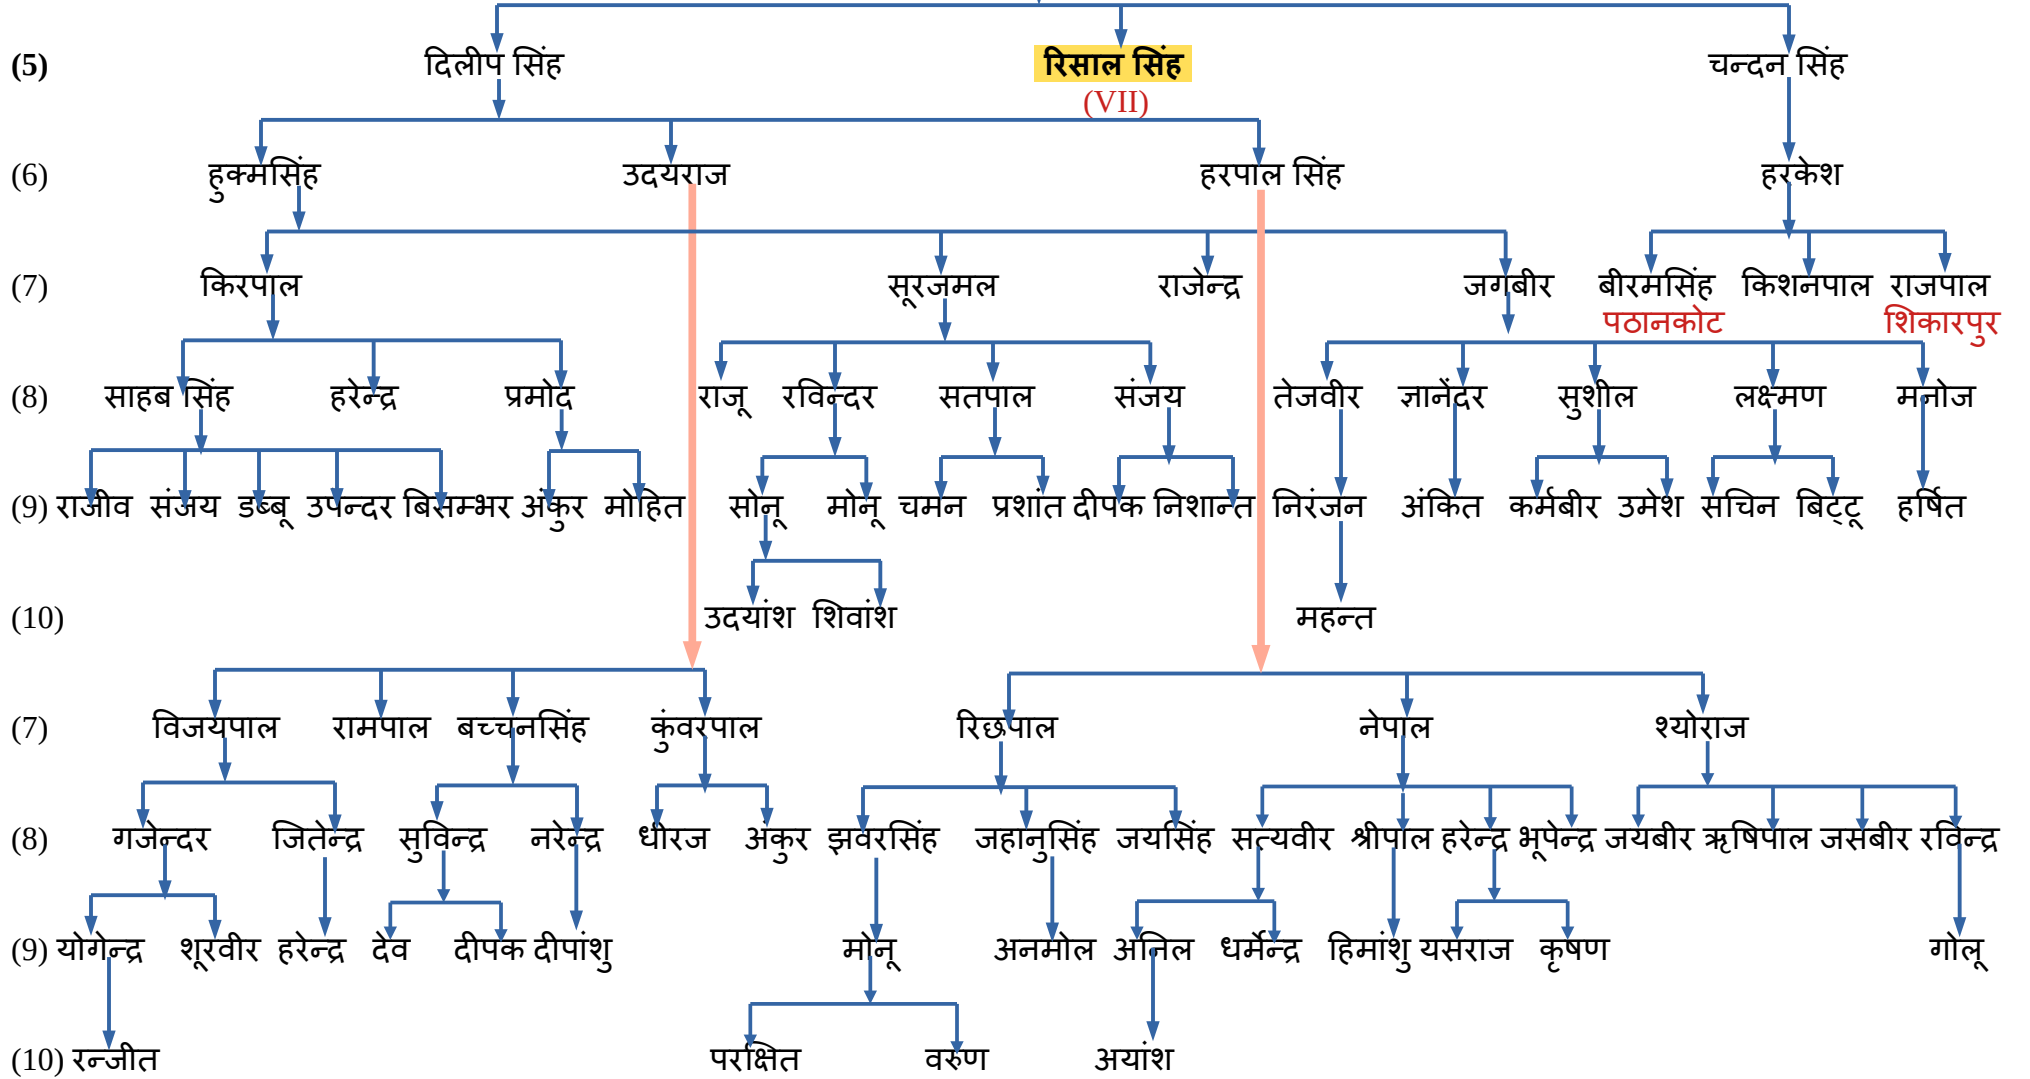 (5) दिलीप सिंह रिसाल सिंह चन्दन सिंह
(VII)
(6) हुक्मसिंह उदयराज हरपाल सिंह हरकेश
(7) किरपाल सूरजमल राजेन्द्र जगबीर बीरमसिंह किशनपाल राजपाल
पठानकोट शिकारपुर
(8) साहब सिंह हरेन्द्र प्रमोद राजू रविन्दर सतपाल संजय तेजवीर ज्ञानेंदर सुशील लक्ष्मण मनोज
(9) राजीव संजय डब्बू उपेन्दर बिसम्भर अंकुर मोहित सोनू मोनू चमन प्रशांत दीपक निशान्त निरंजन अंकित कर्मबीर उमेश सचिन बिट्टू हर्षित
(10) उदयांश शिवांश महन्त
(7) विजयपाल रामपाल बच्चनसिंह कुंवरपाल रिछपाल नेपाल श्योराज
(8) गजेन्दर जितेन्द्र सुविन्द्र नरेन्द्र धीरज अंकुर झवरसिंह जहानुसिंह जयसिंह सत्यवीर श्रीपाल हरेन्द्र भूपेन्द्र जयबीर ऋषिपाल जसबीर रविन्द्र
(9) योगेन्द्र शूरवीर हरेन्द्र देव दीपक दीपांशु मोनू अनमोल अनिल धर्मेन्द्र हिमांशु यसराज कृषण गोलू
(10) रन्जीत परीक्षित वरुण अयांश